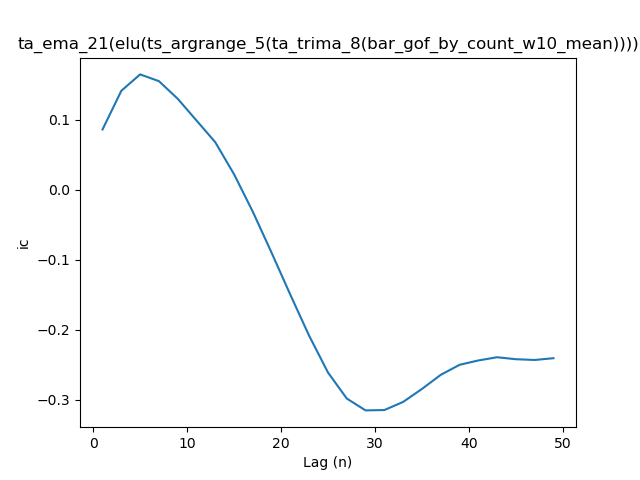 ta_ema_21(elu(ts_argrange_5(ta_trima_8(bar_gof_by_count_w10_mean))))
0.1
0.0
−0.1
−0.2
−0.3
ic
0 10 20 30 40 50
Lag (n)